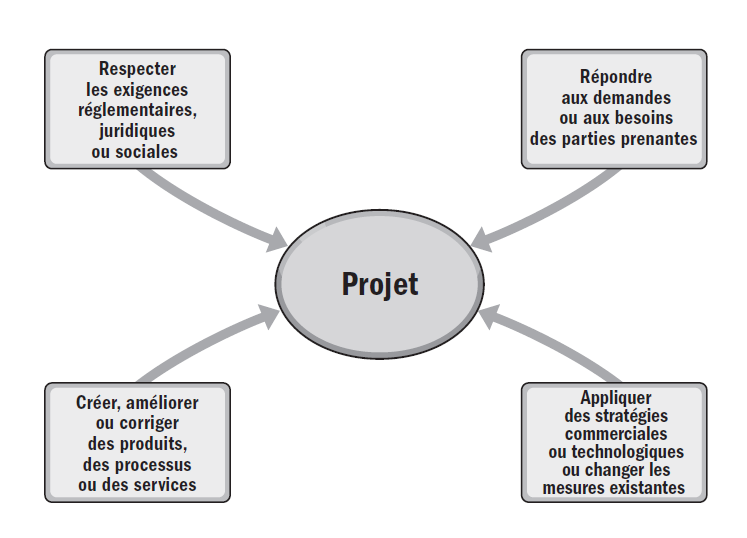 Respecter
les exigences
réglementaires,
juridiques
ou sociales
Répondre
aux demandes
ou aux besoins
des parties prenantes
Projet
Créer, améliorer
ou corriger
des produits,
des processus
ou des services
Appliquer
des stratégies
commerciales
ou technologiques
ou changer les
mesures existantes